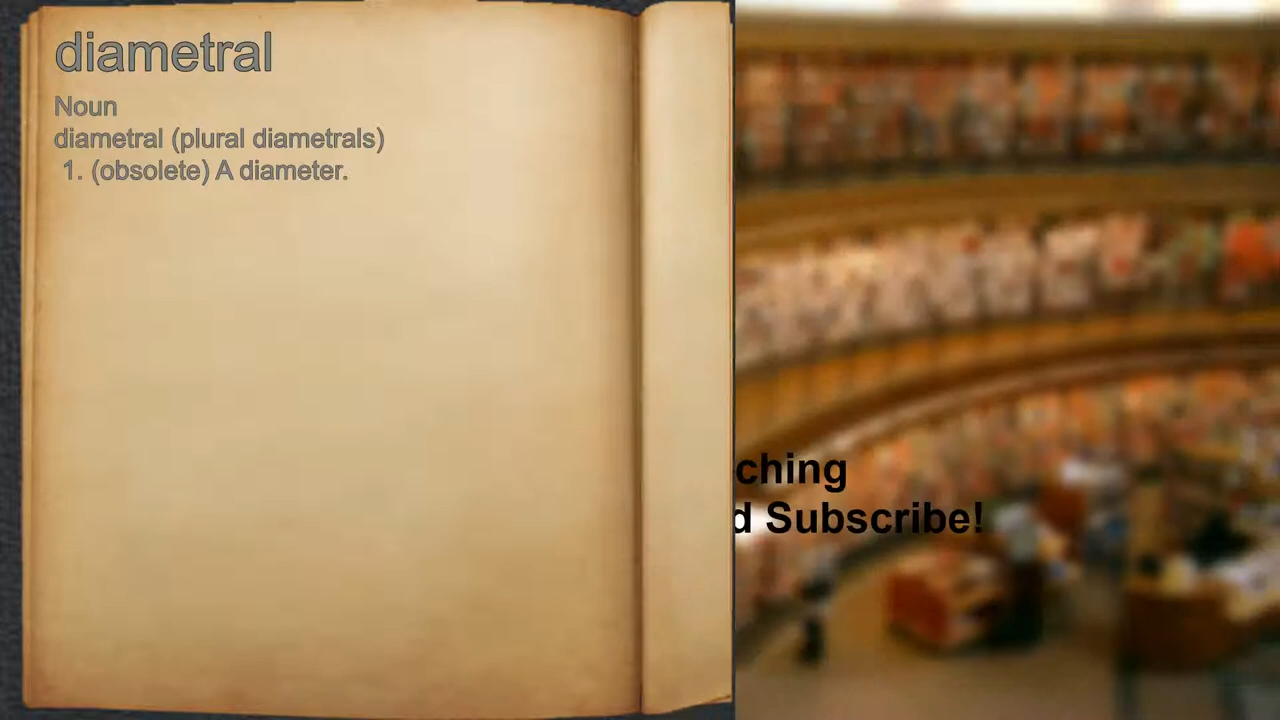 diametral
Noun
diametral (plural diametrals)
1. (obsolete) A diameter.
ching
d Subscribe!